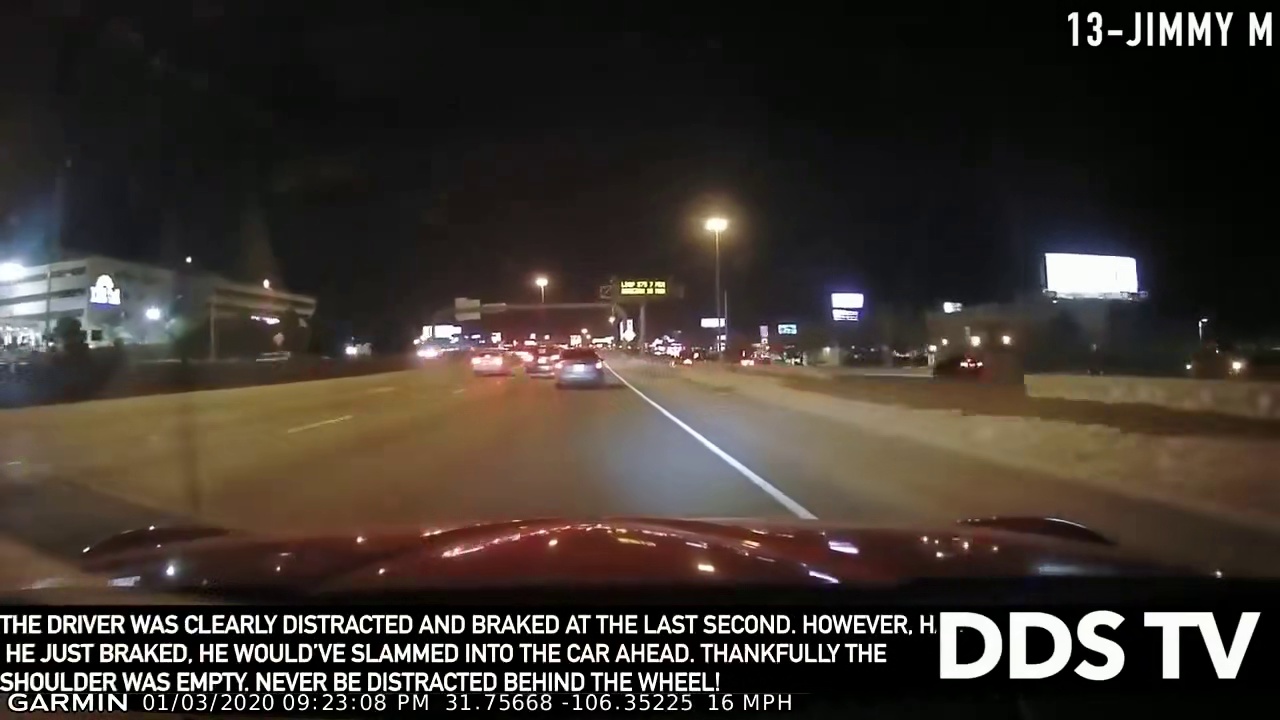 13-JIMMY M
THE DRIVER WAS CLEARLY DISTRACTED AND BRAKED AT THE LAST SECOND. HOWEVER,
HE JUST BRAKED, HE WOULD'VE SLAMMED INTO THE CAR AHEAD. THANKFULLY THE
SHOULDER WAS EMPTY. NEVER BE DISTRACTED BEHIND THE WHEEL!
DDS TV
GARMIN 01/03/2020 09:23:08 PM 31.75668 -106.35225 16 MPH